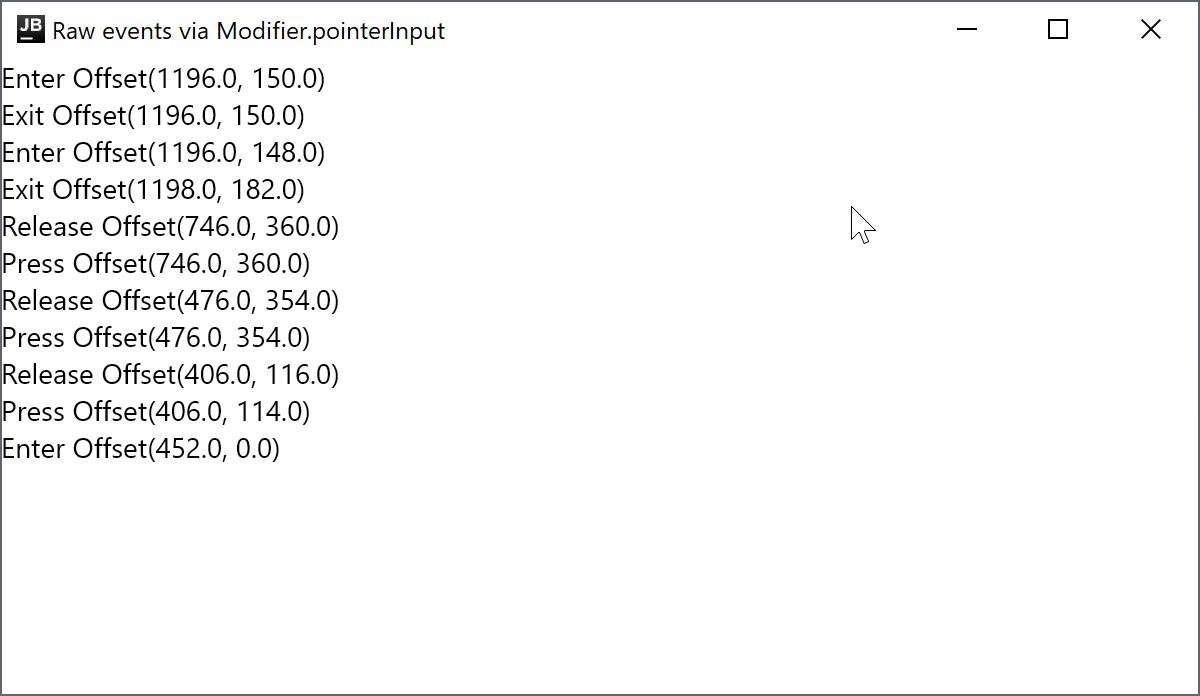 JB Raw events via Modifier.pointerInput
Enter Offset(1196.0, 150.0)
Exit Offset(1196.0, 150.0)
Enter Offset(1196.0, 148.0)
Exit Offset(1198.0, 182.0)
Release Offset(746.0, 360.0)
Press Offset(746.0, 360.0)
Release Offset(476.0, 354.0)
Press Offset(476.0, 354.0)
Release Offset(406.0, 116.0)
Press Offset(406.0, 114.0)
Enter Offset(452.0, 0.0)